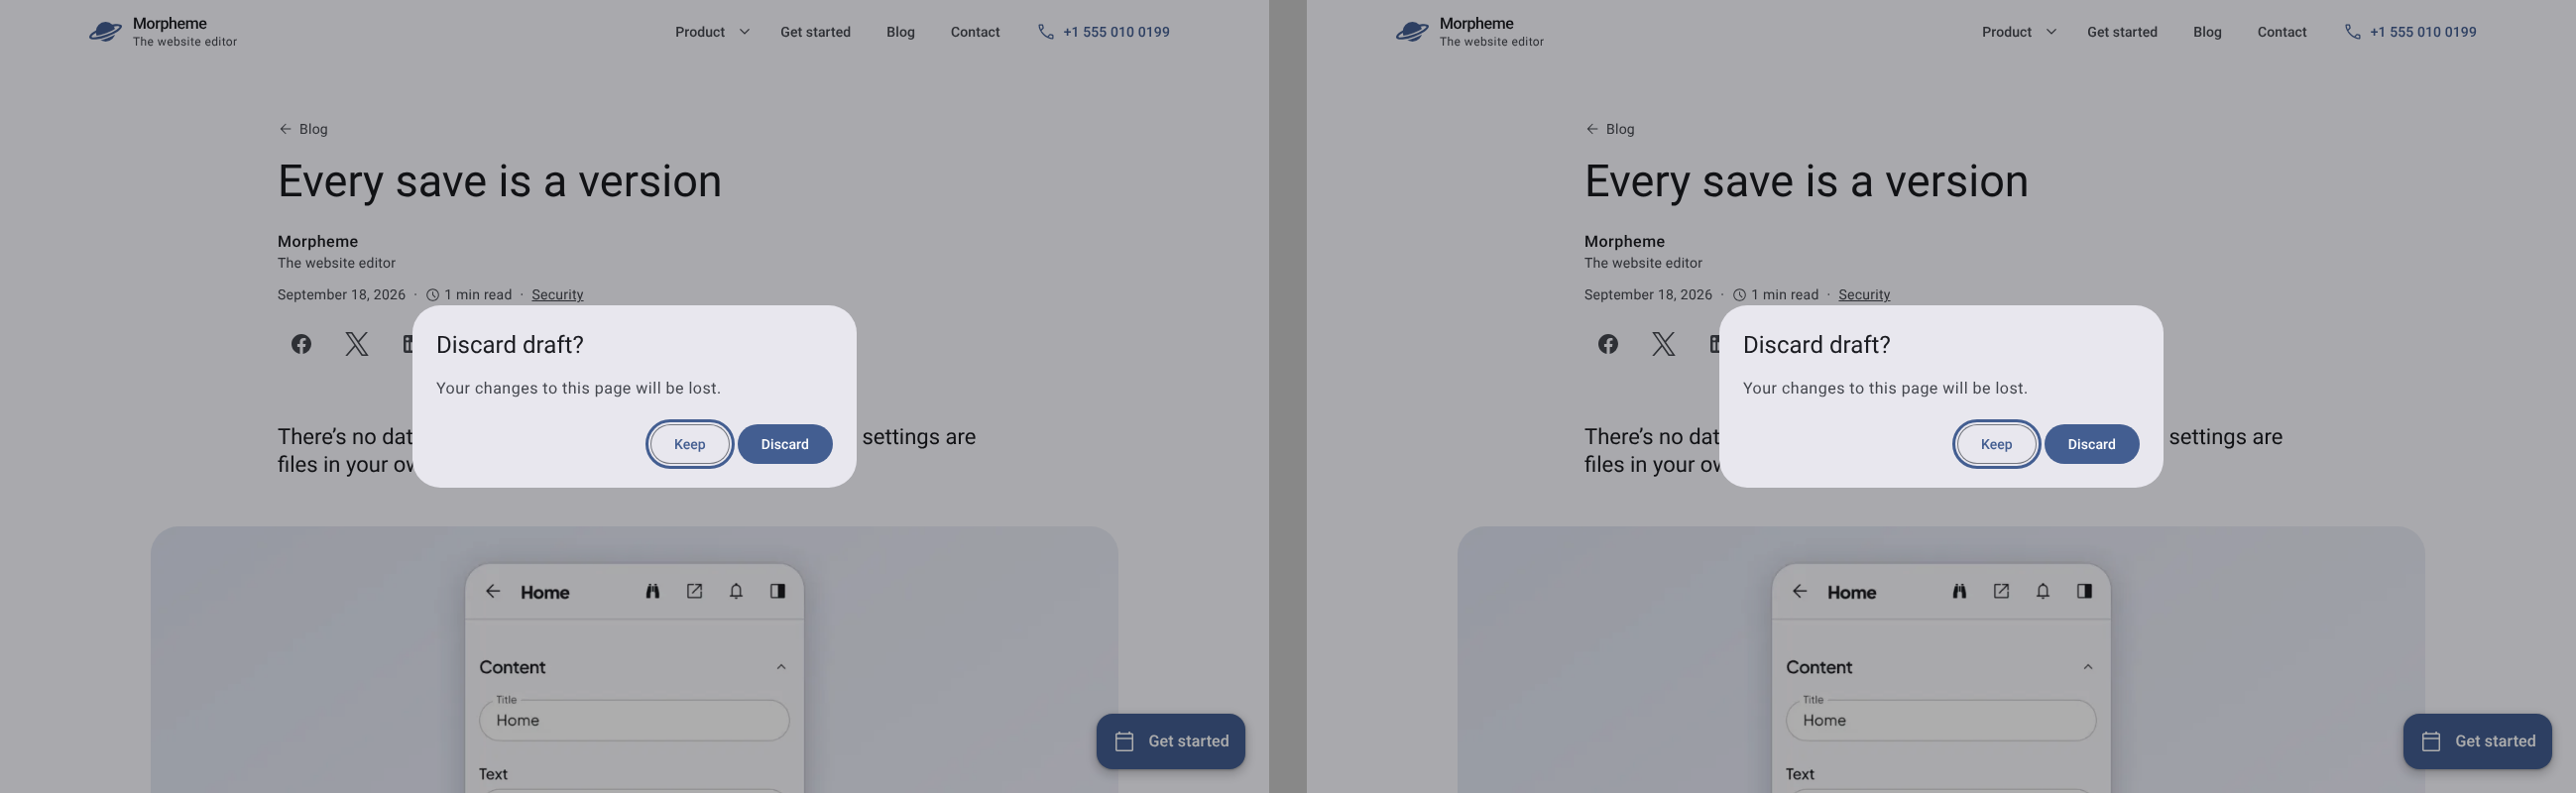 Morpheme
The website editor
Product
Get started
Blog
Contact
+1 555 010 0199
Blog
Every save is a version
Morpheme
The website editor
September 18, 2026 · 1 min read · Security
Discard draft?
Your changes to this page will be lost.
Keep
Discard
There’s no dat
settings are
files in your ov
Home
Content
Title
Home
Text
Get started
Morpheme
The website editor
Product
Get started
Blog
Contact
+1 555 010 0199
Blog
Every save is a version
Morpheme
The website editor
September 18, 2026 · 1 min read · Security
Discard draft?
Your changes to this page will be lost.
Keep
Discard
There’s no dat
settings are
files in your ov
Home
Content
Title
Home
Text
Get started